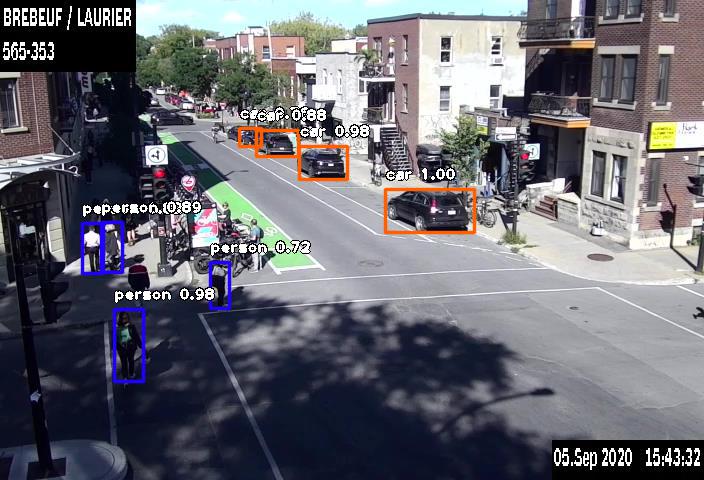 BREBEUF / LAURIER
565-353
car 0.88
car 0.98
car 1.00
person 0.89
person 0.72
person 0.98
05.Sep 2020 15:43:32